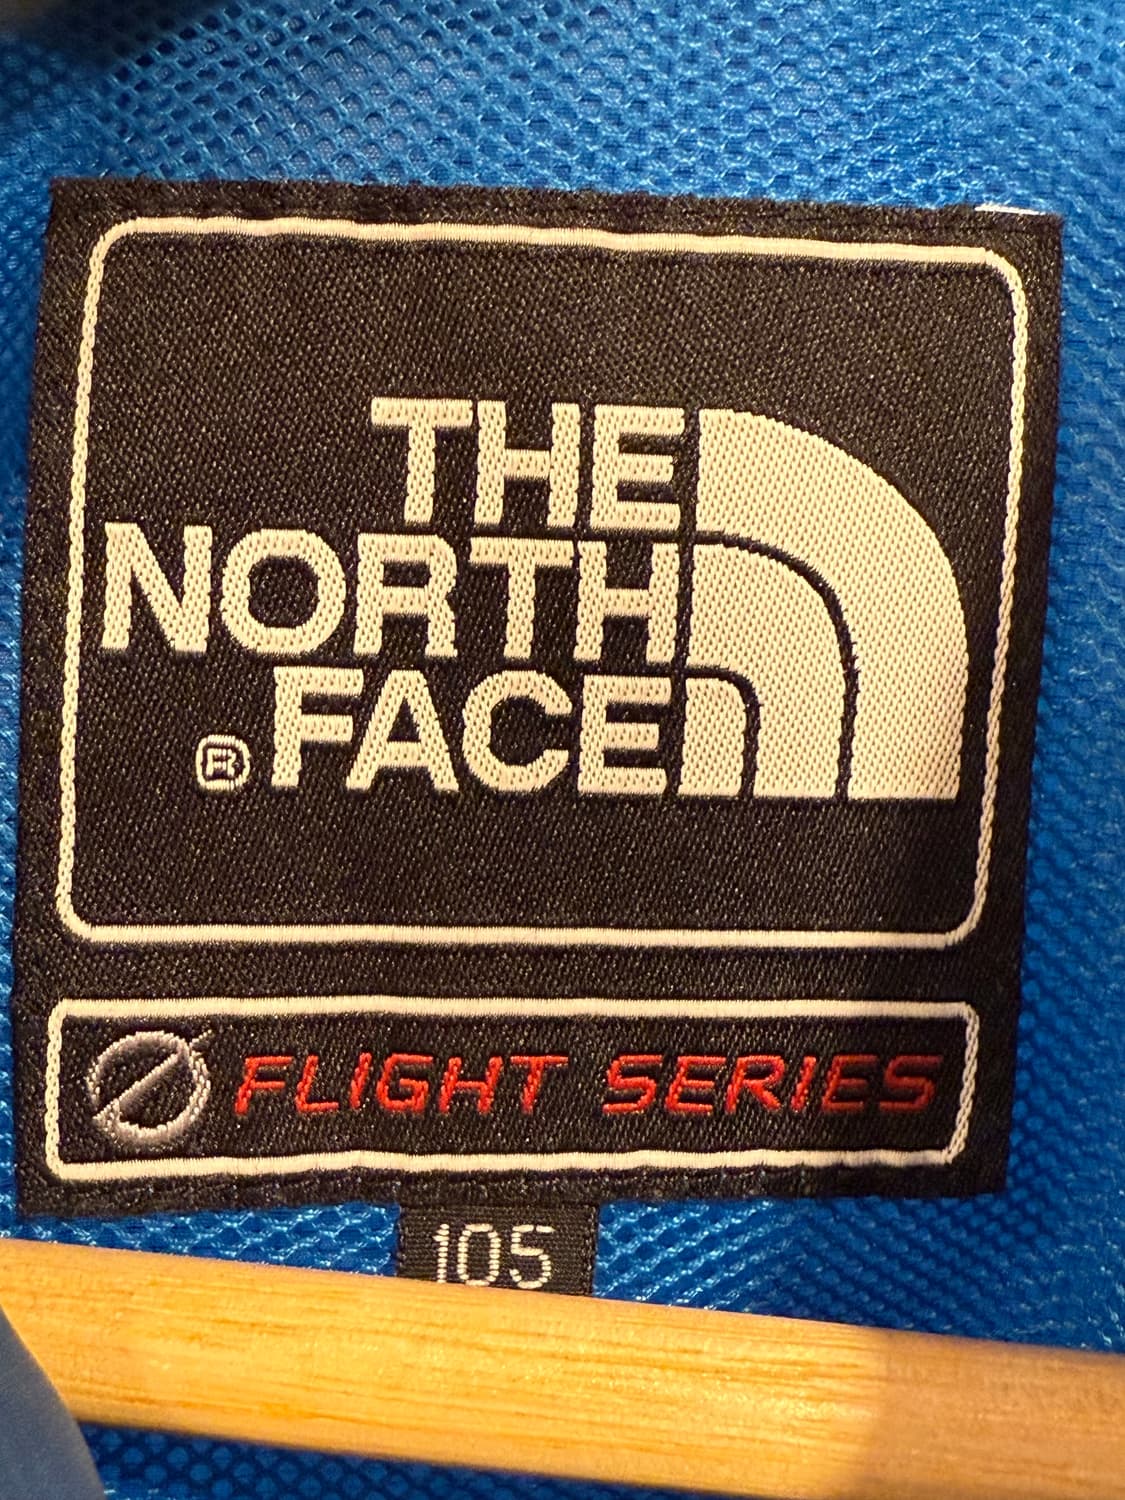 THE
NORTH
® FACE
FLIGHT SERIES
105